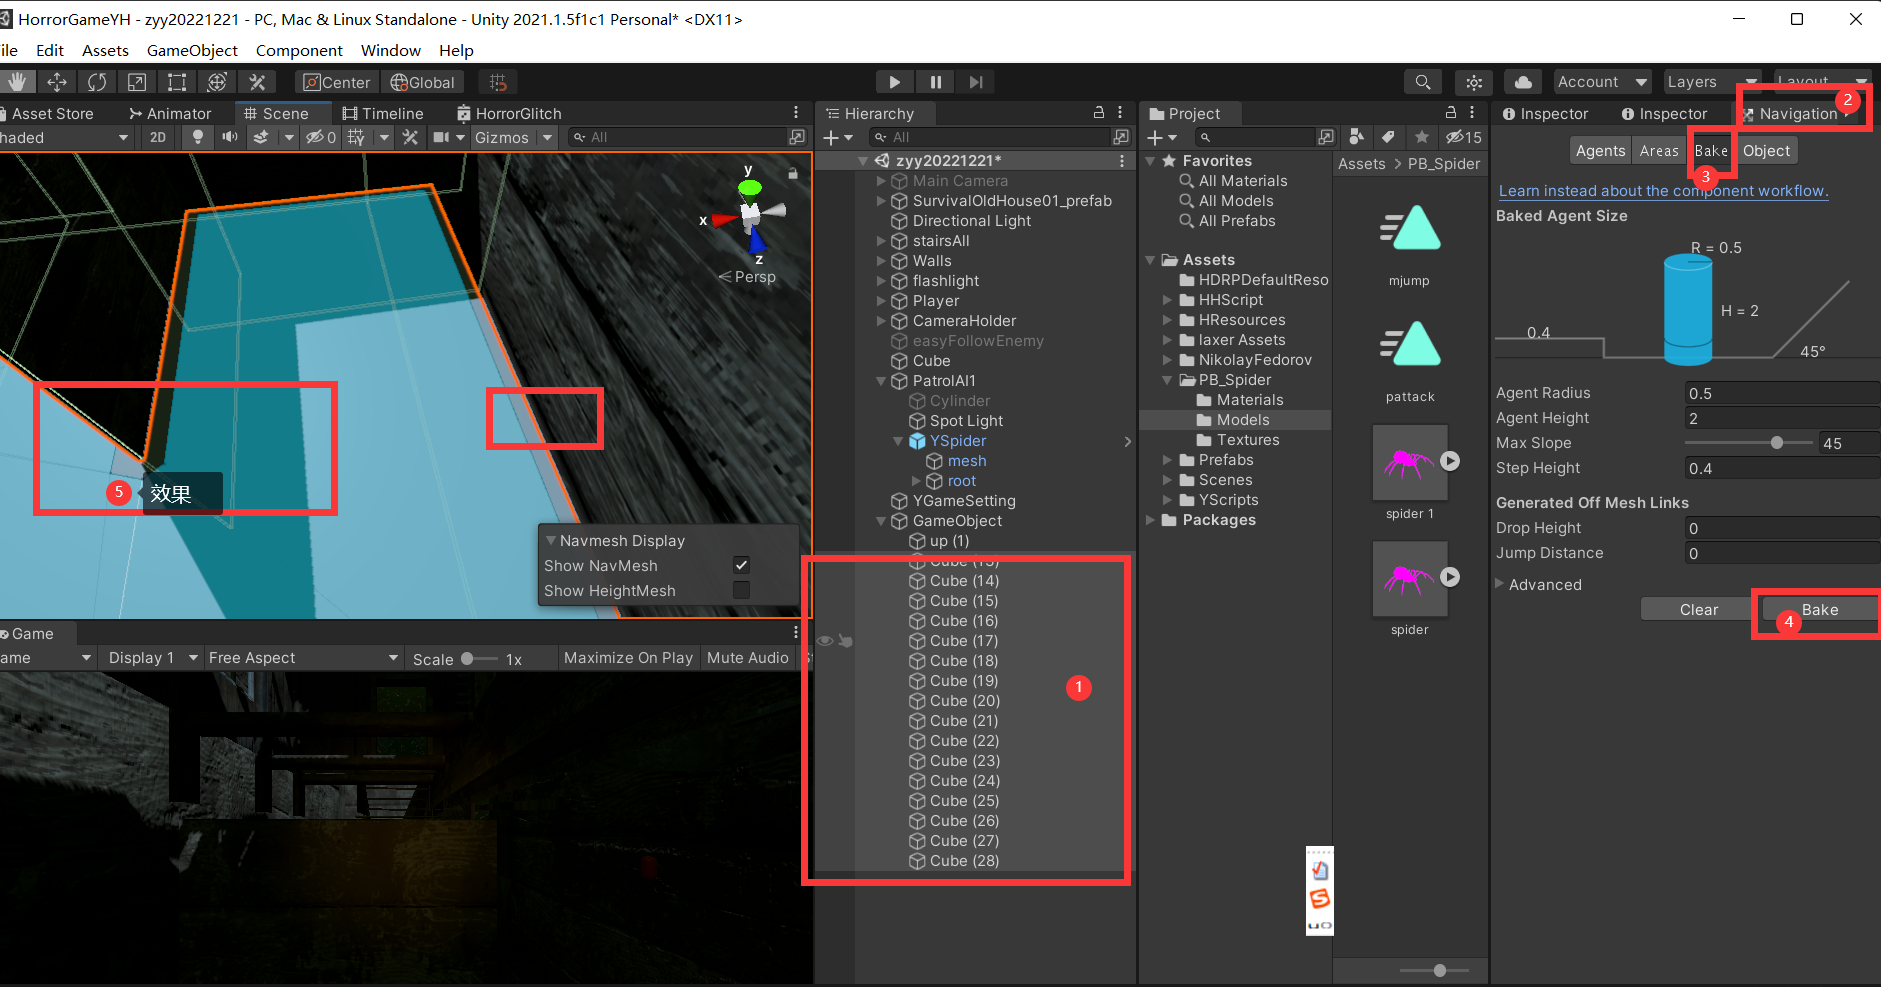 HorrorGameYH - zyy20221221 - PC, Mac & Linux Standalone - Unity 2021.1.5f1c1 Personal* <DX11>
ile Edit Assets GameObject Component Window Help
Center Global Account Layers Layout
Asset Store Animator Scene Timeline HorrorGlitch
haded 2D 0 Gizmos All
y
x
z
Persp
5 效果
Navmesh Display
Show NavMesh
Show HeightMesh
Game
ame Display 1 Free Aspect Scale 1x Maximize On Play Mute Audio
Hierarchy
All
zyy20221221*
Main Camera
SurvivalOldHouse01_prefab
Directional Light
stairsAll
Walls
flashlight
Player
CameraHolder
easyFollowEnemy
Cube
PatrolAI1
Cylinder
Spot Light
YSpider
mesh
root
YGameSetting
GameObject
up (1)
Cube (13)
Cube (14)
Cube (15)
Cube (16)
Cube (17)
Cube (18)
Cube (19)
Cube (20)
Cube (21)
Cube (22)
Cube (23)
Cube (24)
Cube (25)
Cube (26)
Cube (27)
Cube (28)
1
Project
15
Favorites
All Materials
All Models
All Prefabs
Assets
HDRPDefaultReso
HHScript
HResources
laxer Assets
NikolayFedorov
PB_Spider
Materials
Models
Textures
Prefabs
Scenes
YScripts
Packages
Assets > PB_Spider
mjump
pattack
spider 1
spider
Inspector Inspector Navigation 2
Agents Areas Bake Object
3
Learn instead about the component workflow.
Baked Agent Size
R = 0.5
H = 2
0.4
45°
Agent Radius 0.5
Agent Height 2
Max Slope 45
Step Height 0.4
Generated Off Mesh Links
Drop Height 0
Jump Distance 0
Advanced
Clear Bake
4